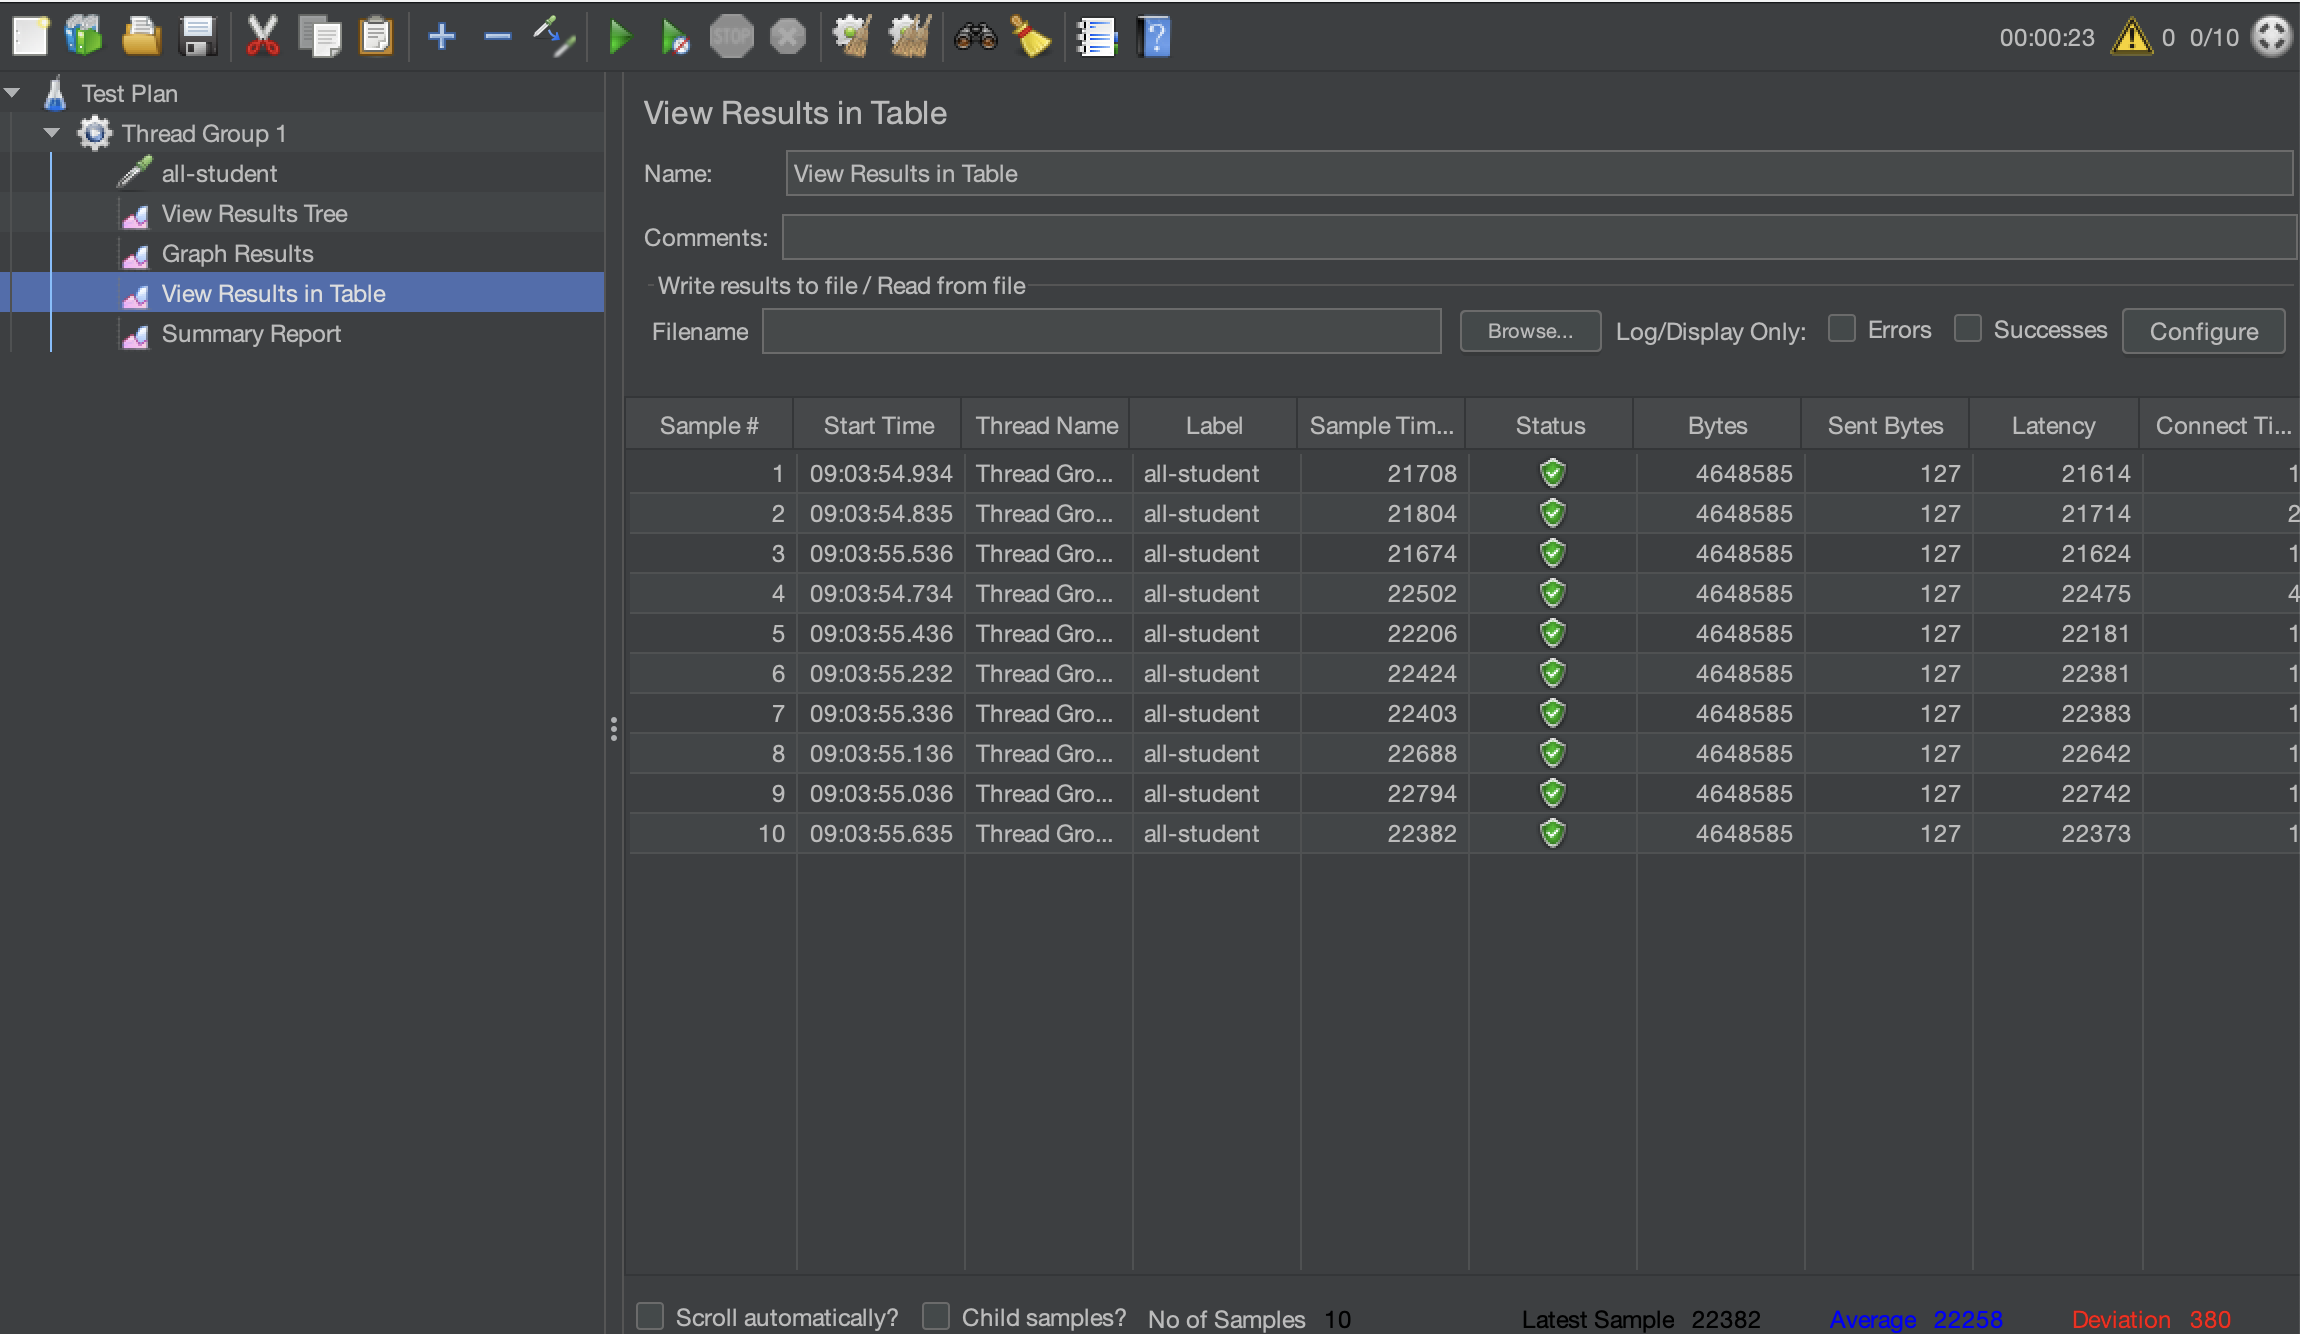 STOP
00:00:23 0 0/10
Test Plan
Thread Group 1
all-student
View Results Tree
Graph Results
View Results in Table
Summary Report
View Results in Table
Name: View Results in Table
Comments:
Write results to file / Read from file
Filename Browse... Log/Display Only: Errors Successes Configure
Sample # Start Time Thread Name Label Sample Tim... Status Bytes Sent Bytes Latency Connect Ti...
1 09:03:54.934 Thread Gro... all-student 21708 4648585 127 21614 1
2 09:03:54.835 Thread Gro... all-student 21804 4648585 127 21714 2
3 09:03:55.536 Thread Gro... all-student 21674 4648585 127 21624 1
4 09:03:54.734 Thread Gro... all-student 22502 4648585 127 22475 4
5 09:03:55.436 Thread Gro... all-student 22206 4648585 127 22181 1
6 09:03:55.232 Thread Gro... all-student 22424 4648585 127 22381 1
7 09:03:55.336 Thread Gro... all-student 22403 4648585 127 22383 1
8 09:03:55.136 Thread Gro... all-student 22688 4648585 127 22642 1
9 09:03:55.036 Thread Gro... all-student 22794 4648585 127 22742 1
10 09:03:55.635 Thread Gro... all-student 22382 4648585 127 22373 1
Scroll automatically? Child samples? No of Samples 10 Latest Sample 22382 Average 22258 Deviation 380